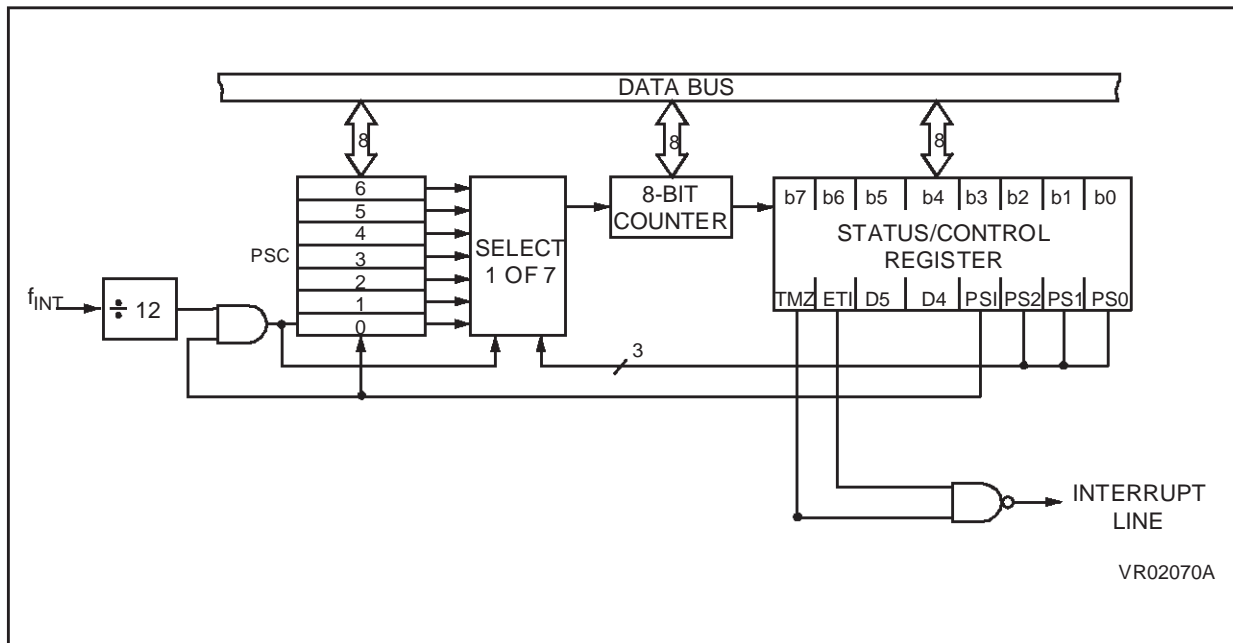 DATA BUS
8 8 8
6
5
4
3
2
1
0
PSC
fINT
÷ 12
SELECT
1 OF 7
8-BIT
COUNTER
b7 b6 b5 b4 b3 b2 b1 b0
STATUS/CONTROL
REGISTER
TMZ ETI D5 D4 PSI PS2 PS1 PS0
3
INTERRUPT
LINE
VR02070A